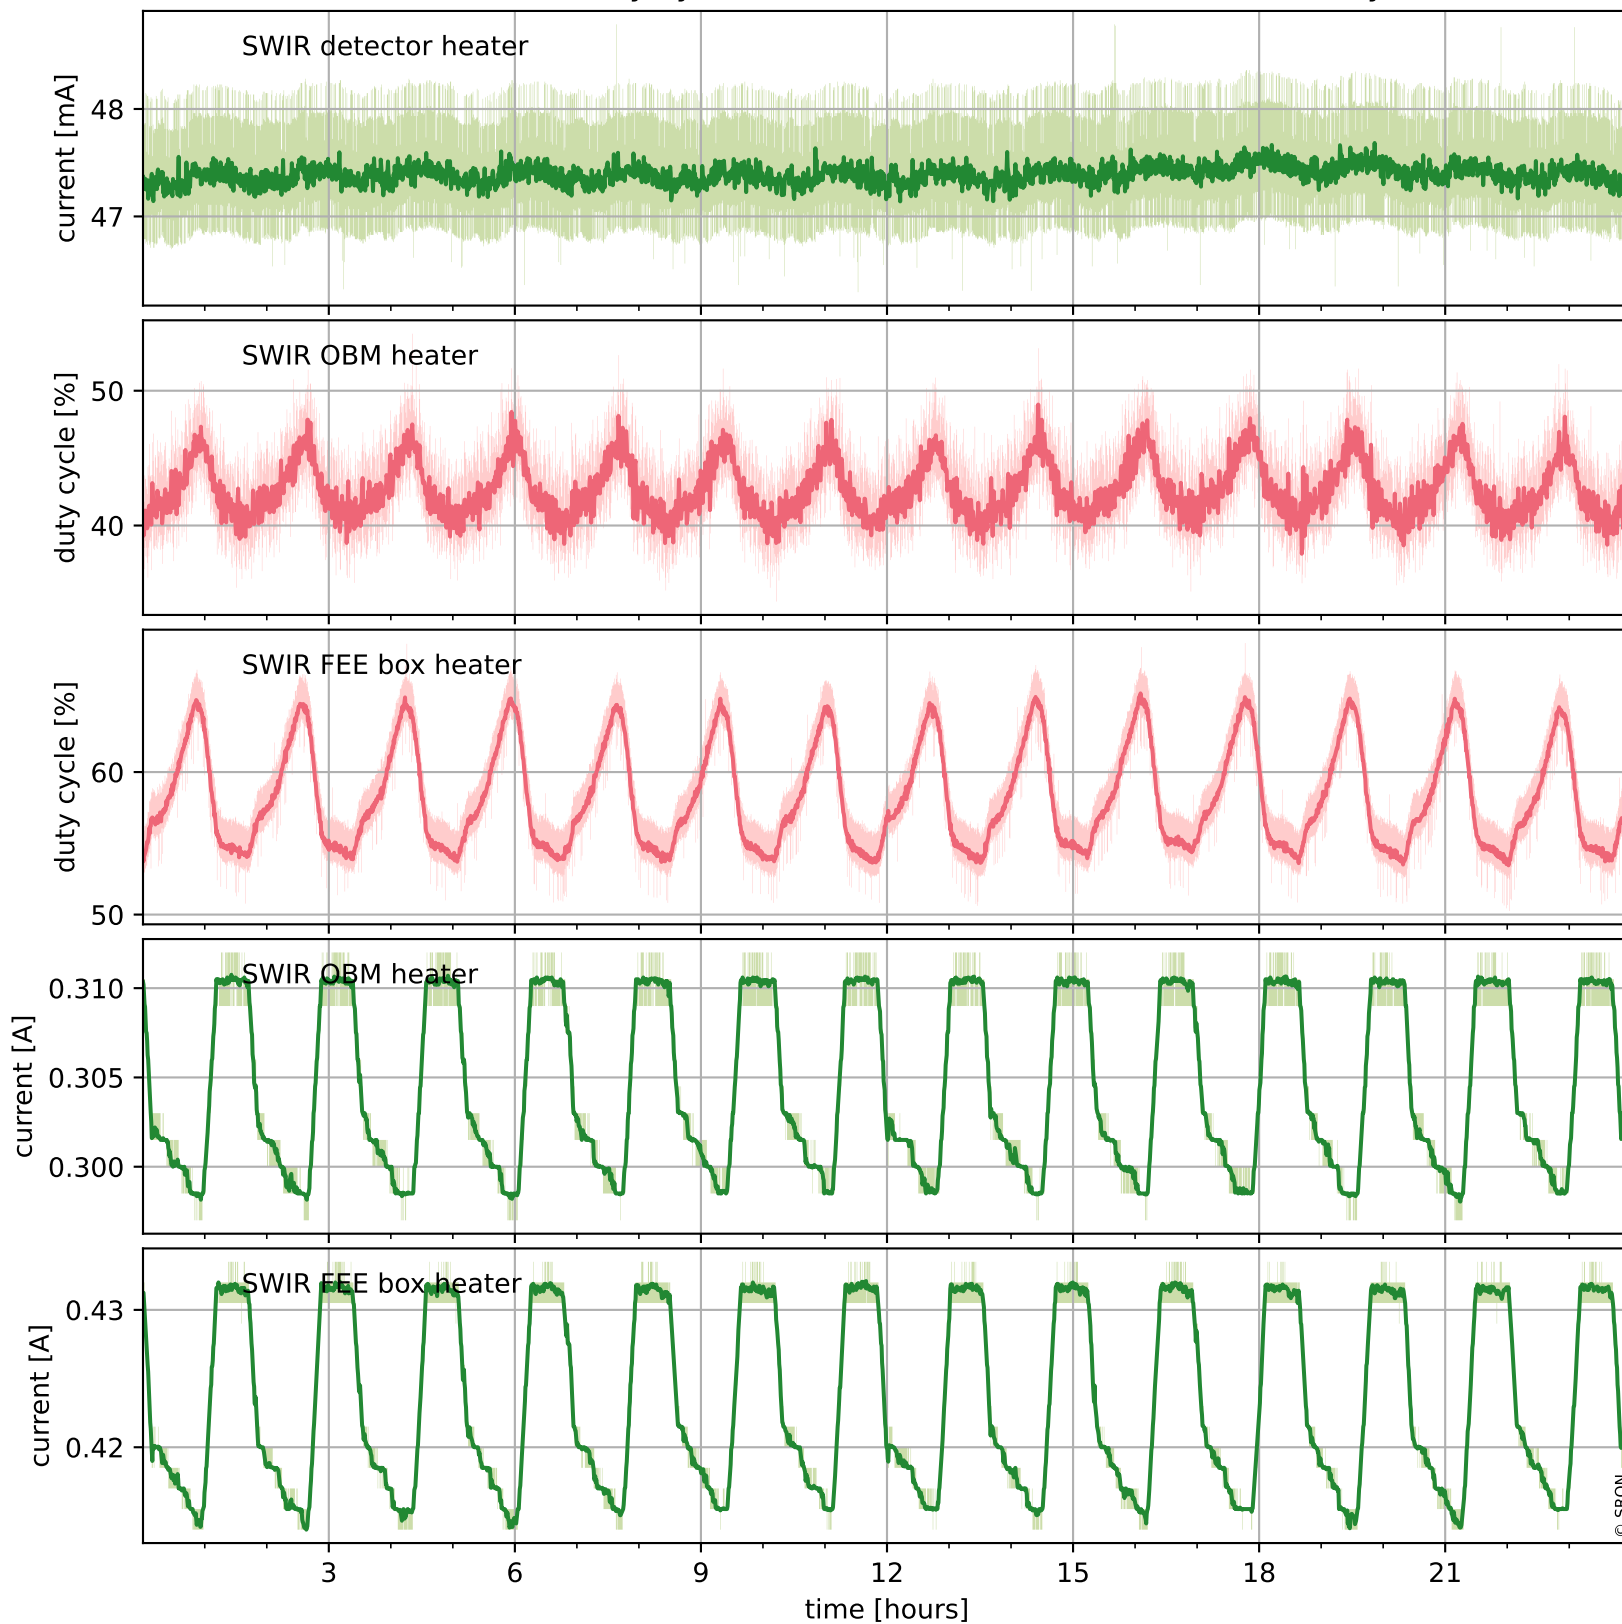 SWIR detector heater
current [mA]
48
47
SWIR OBM heater
duty cycle [%]
50
40
SWIR FEE box heater
duty cycle [%]
60
50
SWIR OBM heater
current [A]
0.310
0.305
0.300
SWIR FEE box heater
current [A]
0.43
0.42
© SRON
3 6 9 12 15 18 21
time [hours]